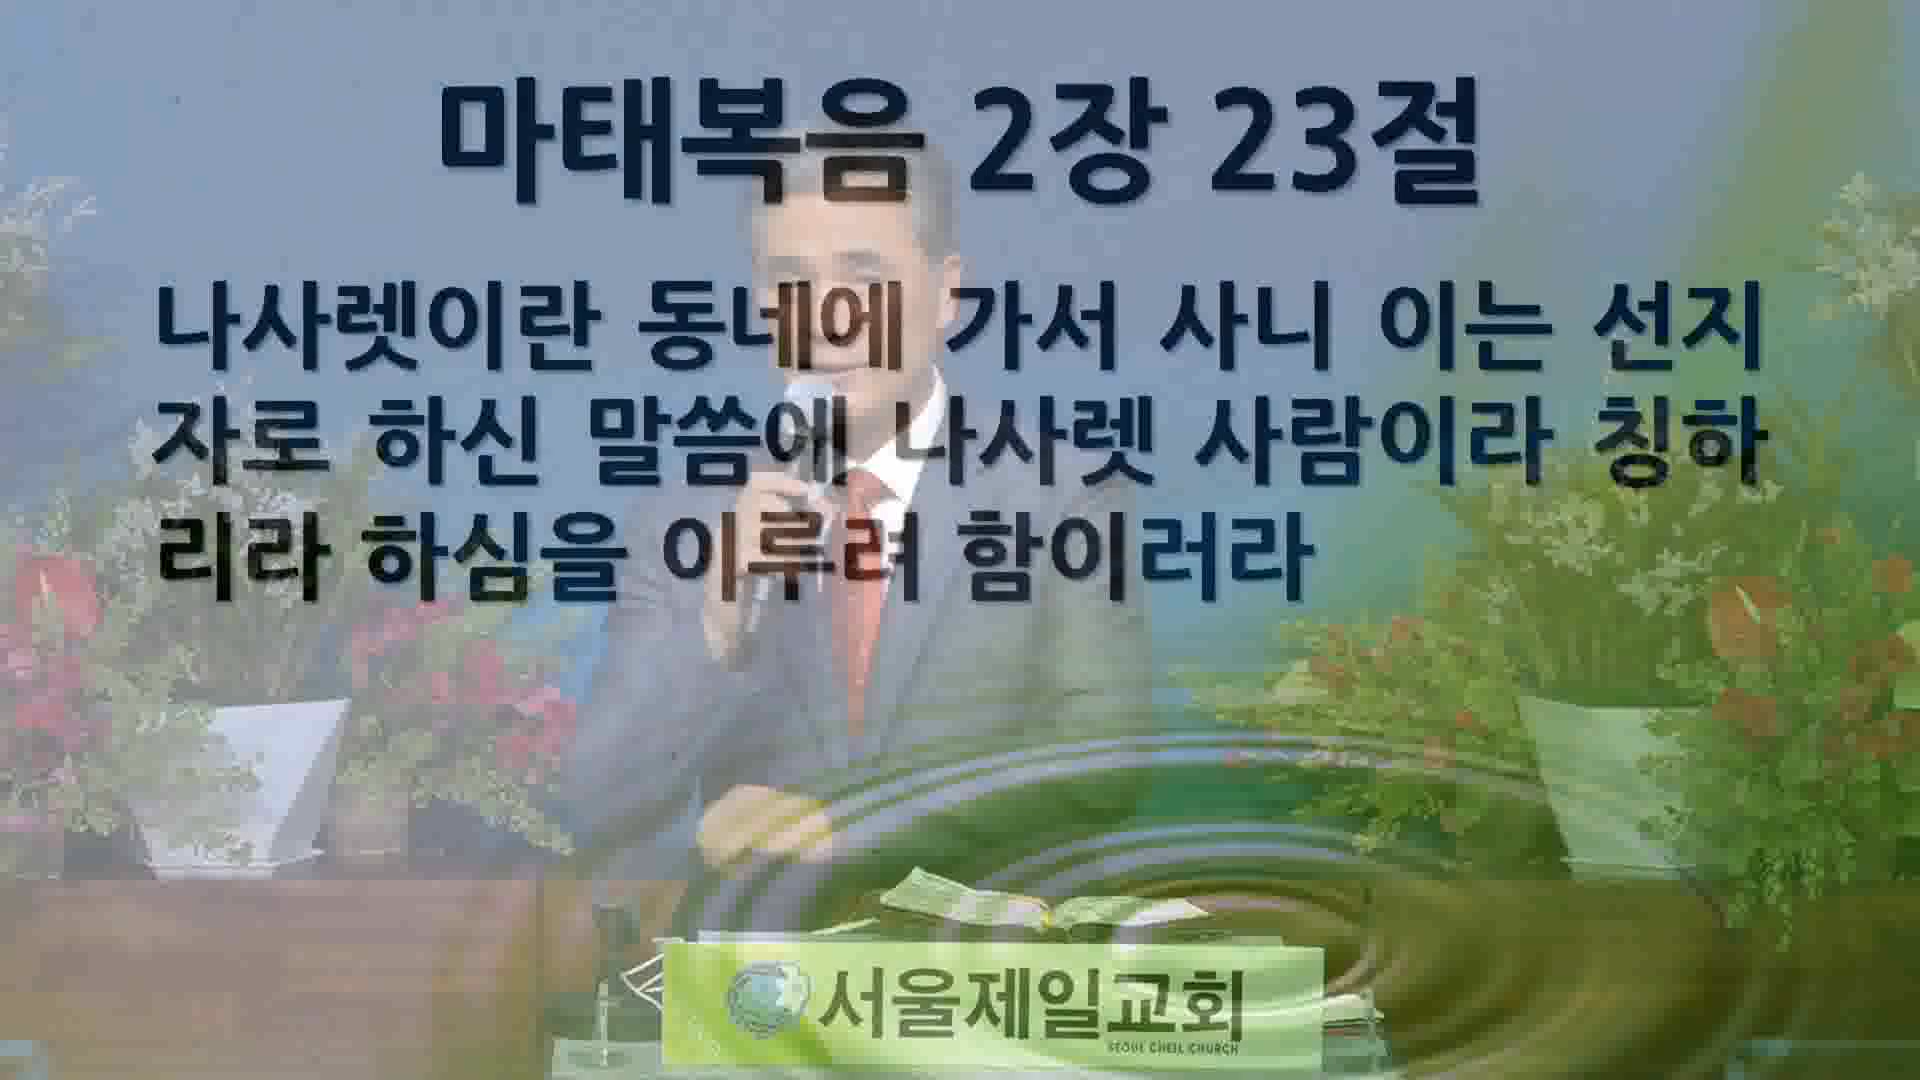 마태복음 2장 23절
나사렛이란 동네에 가서 사니 이는 선지
자로 하신 말씀에 나사렛 사람이라 칭하
리라 하심을 이루려 함이러라
서울제일교회
SEOUL CHEIL CHURCH